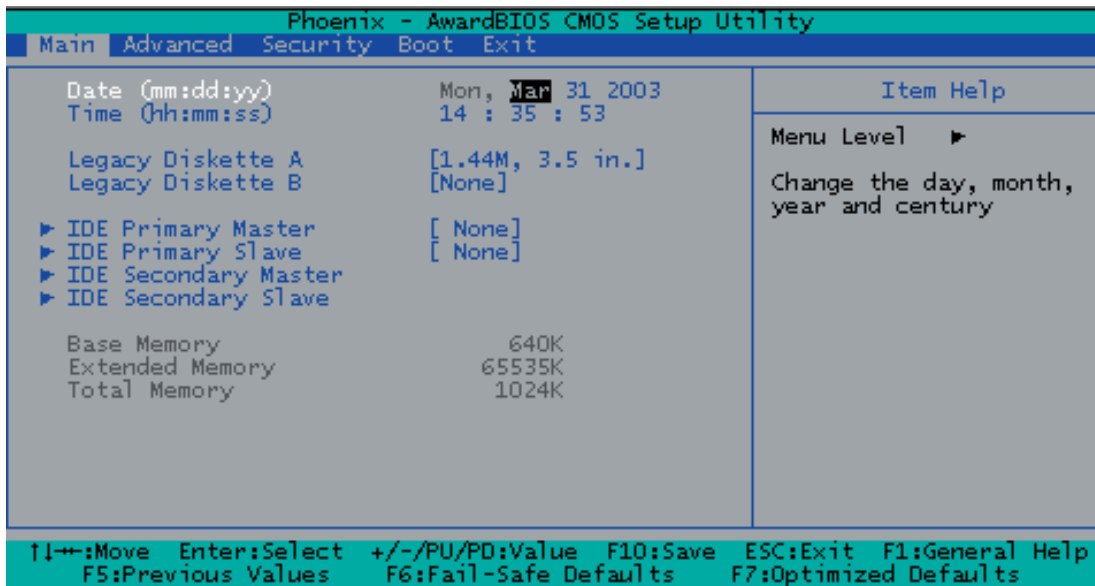 Phoenix - AwardBIOS CMOS Setup Utility
Main Advanced Security Boot Exit
Date (mm:dd:yy) Mon, Mar 31 2003
Time (hh:mm:ss) 14 : 35 : 53
Legacy Diskette A [1.44M, 3.5 in.]
Legacy Diskette B [None]
► IDE Primary Master [ None]
► IDE Primary Slave [ None]
► IDE Secondary Master
► IDE Secondary Slave
Base Memory 640K
Extended Memory 65535K
Total Memory 1024K
Item Help
Menu Level ►
Change the day, month,
year and century
↑↓→←:Move Enter:Select +/-/PU/PD:Value F10:Save ESC:Exit F1:General Help
F5:Previous Values F6:Fail-Safe Defaults F7:Optimized Defaults